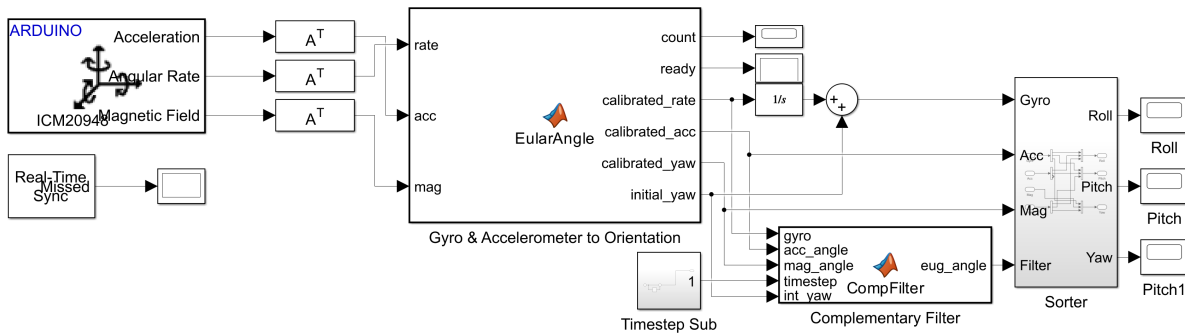 ARDUINO
Acceleration
Angular Rate
Magnetic Field
ICM20948
A^T
A^T
A^T
rate
acc
mag
EularAngle
count
ready
calibrated_rate
calibrated_acc
calibrated_yaw
initial_yaw
Gyro & Accelerometer to Orientation
1/s
+
+
Real-Time
Sync
Missed
1
Timestep Sub
gyro
acc_angle
mag_angle
timestep
int_yaw
CompFilter
eug_angle
Complementary Filter
Gyro
Acc
Mag
Filter
Roll
Pitch
Yaw
Sorter
Roll
Pitch
Pitch1